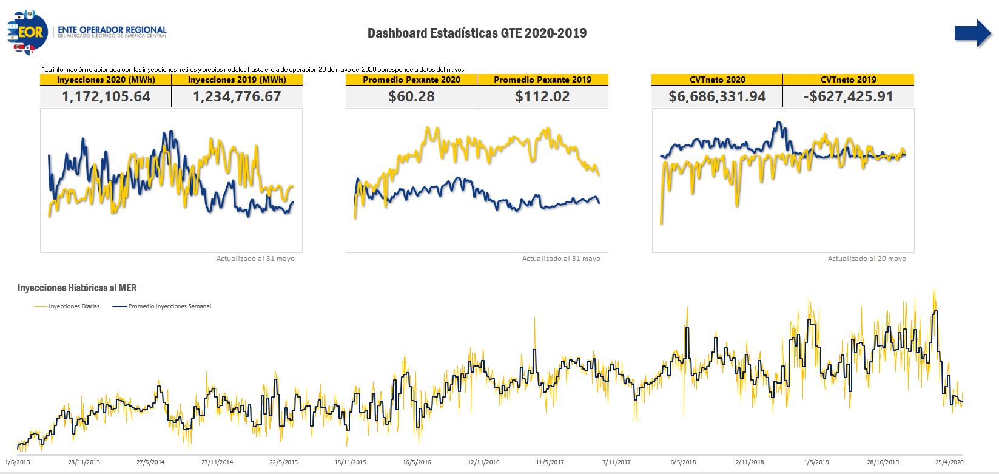 EOR
ENTE OPERADOR REGIONAL
DEL MERCADO ELÉCTRICO DE AMÉRICA CENTRAL
Dashboard Estadísticas GTE 2020-2019
*La información relacionada con las inyecciones, retiros y precios nodales hasta el dia de operacion 28 de mayo del 2020 corresponde a datos definitivos.
Inyecciones 2020 (MWh) Inyecciones 2019 (MWh)
1,172,105.64 1,234,776.67
Actualizado al 31 mayo
Promedio Pexante 2020 Promedio Pexante 2019
$60.28 $112.02
Actualizado al 31 mayo
CVTneto 2020 CVTneto 2019
$6,686,331.94 -$627,425.91
Actualizado al 29 mayo
Inyecciones Históricas al MER
Inyecciones Diarias Promedio Inyecciones Semanal
1/6/2013 28/11/2013 27/5/2014 23/11/2014 22/5/2015 18/11/2015 16/5/2016 12/11/2016 11/5/2017 7/11/2017 6/5/2018 2/11/2018 1/5/2019 28/10/2019 25/4/2020